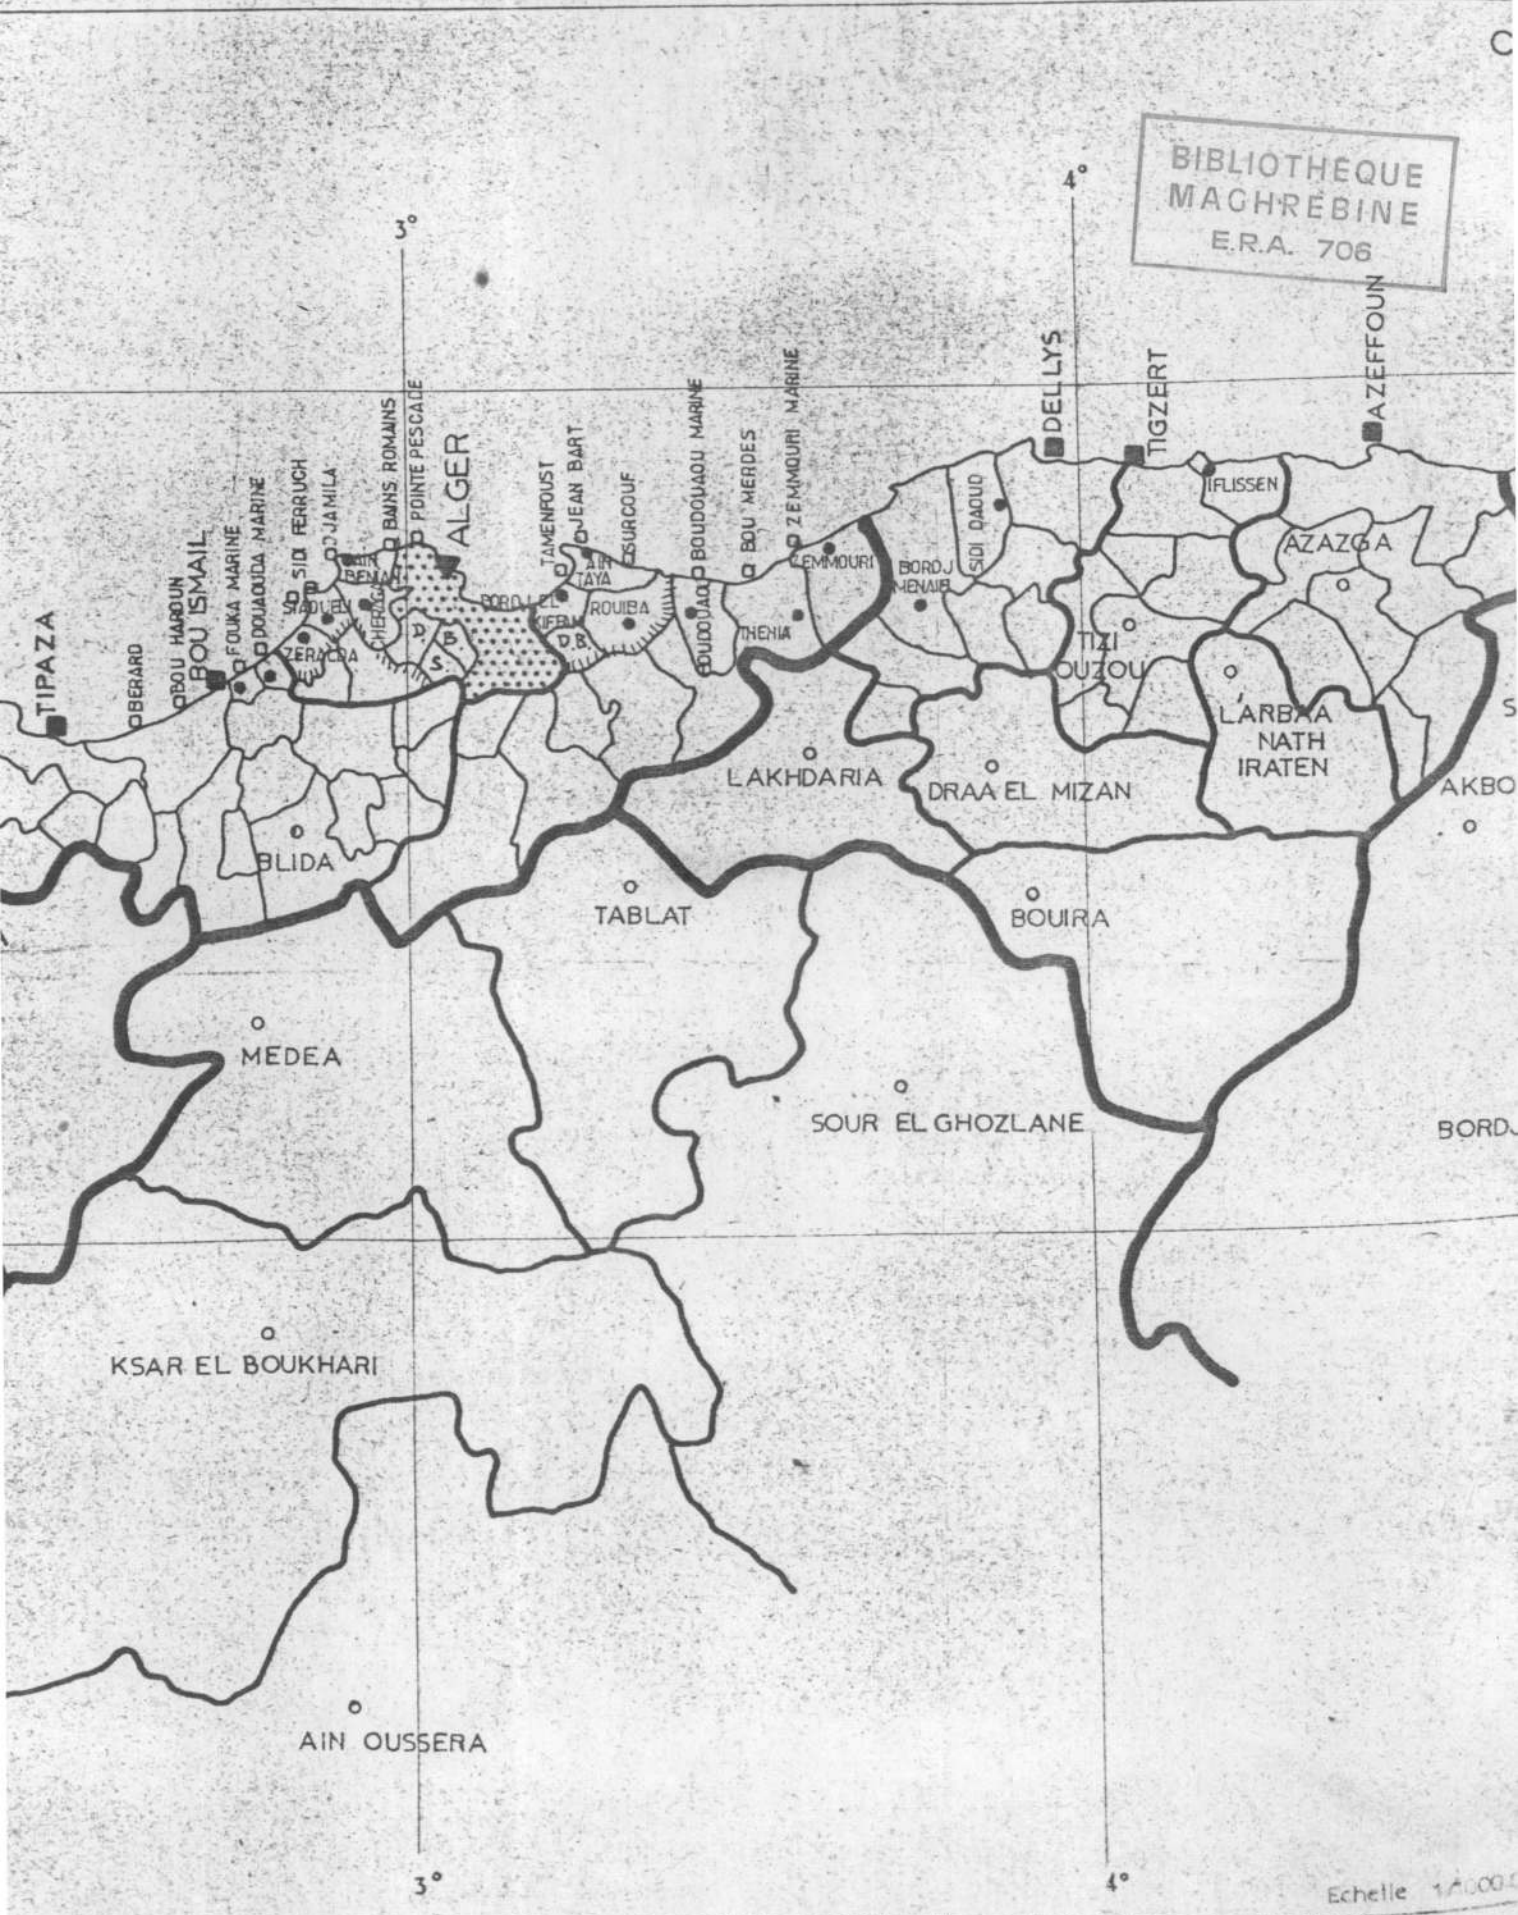 C
BIBLIOTHEQUE
MAGHREBINE
E.R.A. 706
4°
3°
TIPAZA
BERARD
BOU HAROUN
BOU ISMAIL
FOUKA MARINE
DOUAOUDA MARINE
SIDI FERRUCH
DJAMILA
BAINS ROMAINS
POINTE PESCADE
ALGER
TAMENFOUST
JEAN BART
SURCOUF
BOUDOUAOU MARINE
BOU MERDES
ZEMMOURI MARINE
DELLYS
TIGZERT
AZEFFOUN
IFLISSEN
SIDI DAOUD
AZAZGA
AIN
BENIAN
STAOUELI
CHERAGA
ZERALDA
D
B
S
BORDJ EL
KIFFAN
D.B.
AIN
TAYA
ROUIBA
BOUDOUAOU
THENIA
ZEMMOURI
BORDJ
MENAIEL
TIZI
OUZOU
L'ARBAA
NATH
IRATEN
S
LAKHDARIA
DRAA EL MIZAN
AKBO
BLIDA
TABLAT
BOUIRA
MEDEA
SOUR EL GHOZLANE
BORDJ
KSAR EL BOUKHARI
AIN OUSSERA
3°
4°
Echelle